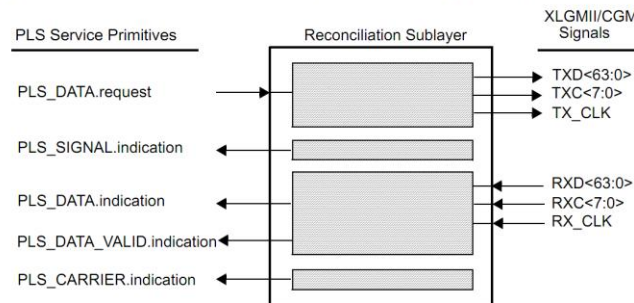 PLS Service Primitives
Reconciliation Sublayer
XLGMII/CGM
Signals
PLS_DATA.request
TXD<63:0>
TXC<7:0>
TX_CLK
PLS_SIGNAL.indication
PLS_DATA.indication
RXD<63:0>
RXC<7:0>
RX_CLK
PLS_DATA_VALID.indication
PLS_CARRIER.indication